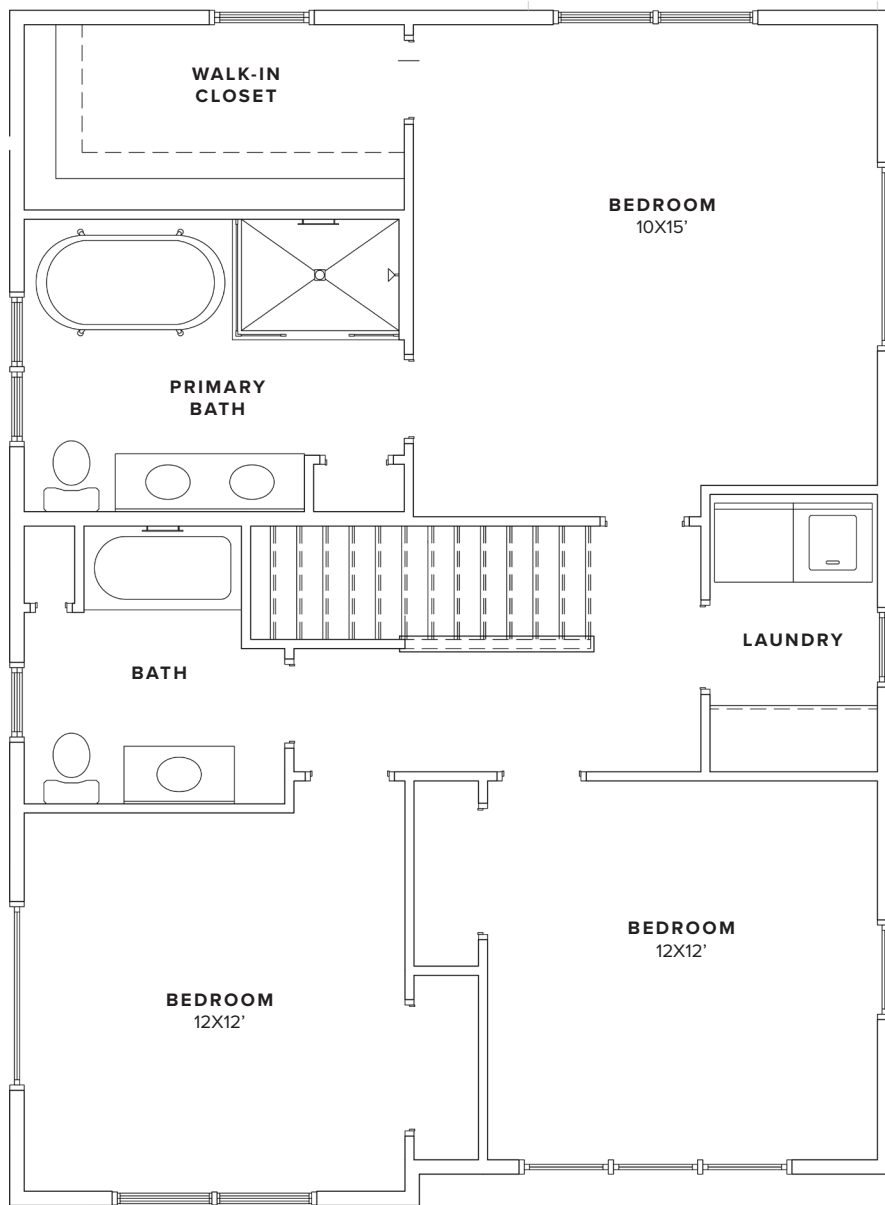 WALK-IN
CLOSET
BEDROOM
10X15’
PRIMARY
BATH
LAUNDRY
BATH
BEDROOM
12X12’
BEDROOM
12X12’